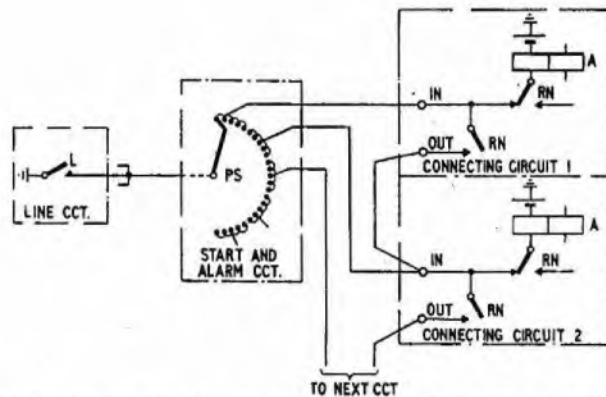 A
IN
RN
OUT
RN
CONNECTING CIRCUIT 1
L
LINE CCT.
PS
START AND
ALARM CCT.
A
IN
RN
OUT
RN
CONNECTING CIRCUIT 2
TO NEXT CCT